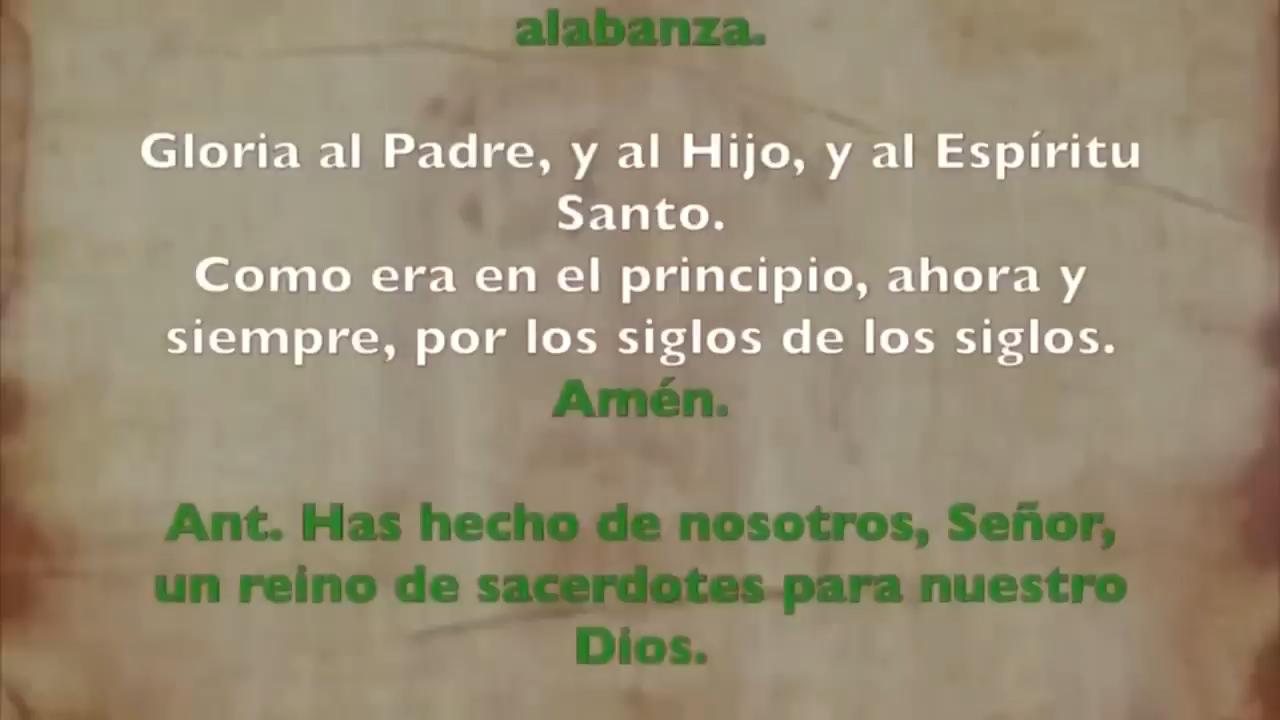 alabanza.
Gloria al Padre, y al Hijo, y al Espíritu
Santo.
Como era en el principio, ahora y
siempre, por los siglos de los siglos.
Amén.
Ant. Has hecho de nosotros, Señor,
un reino de sacerdotes para nuestro
Dios.